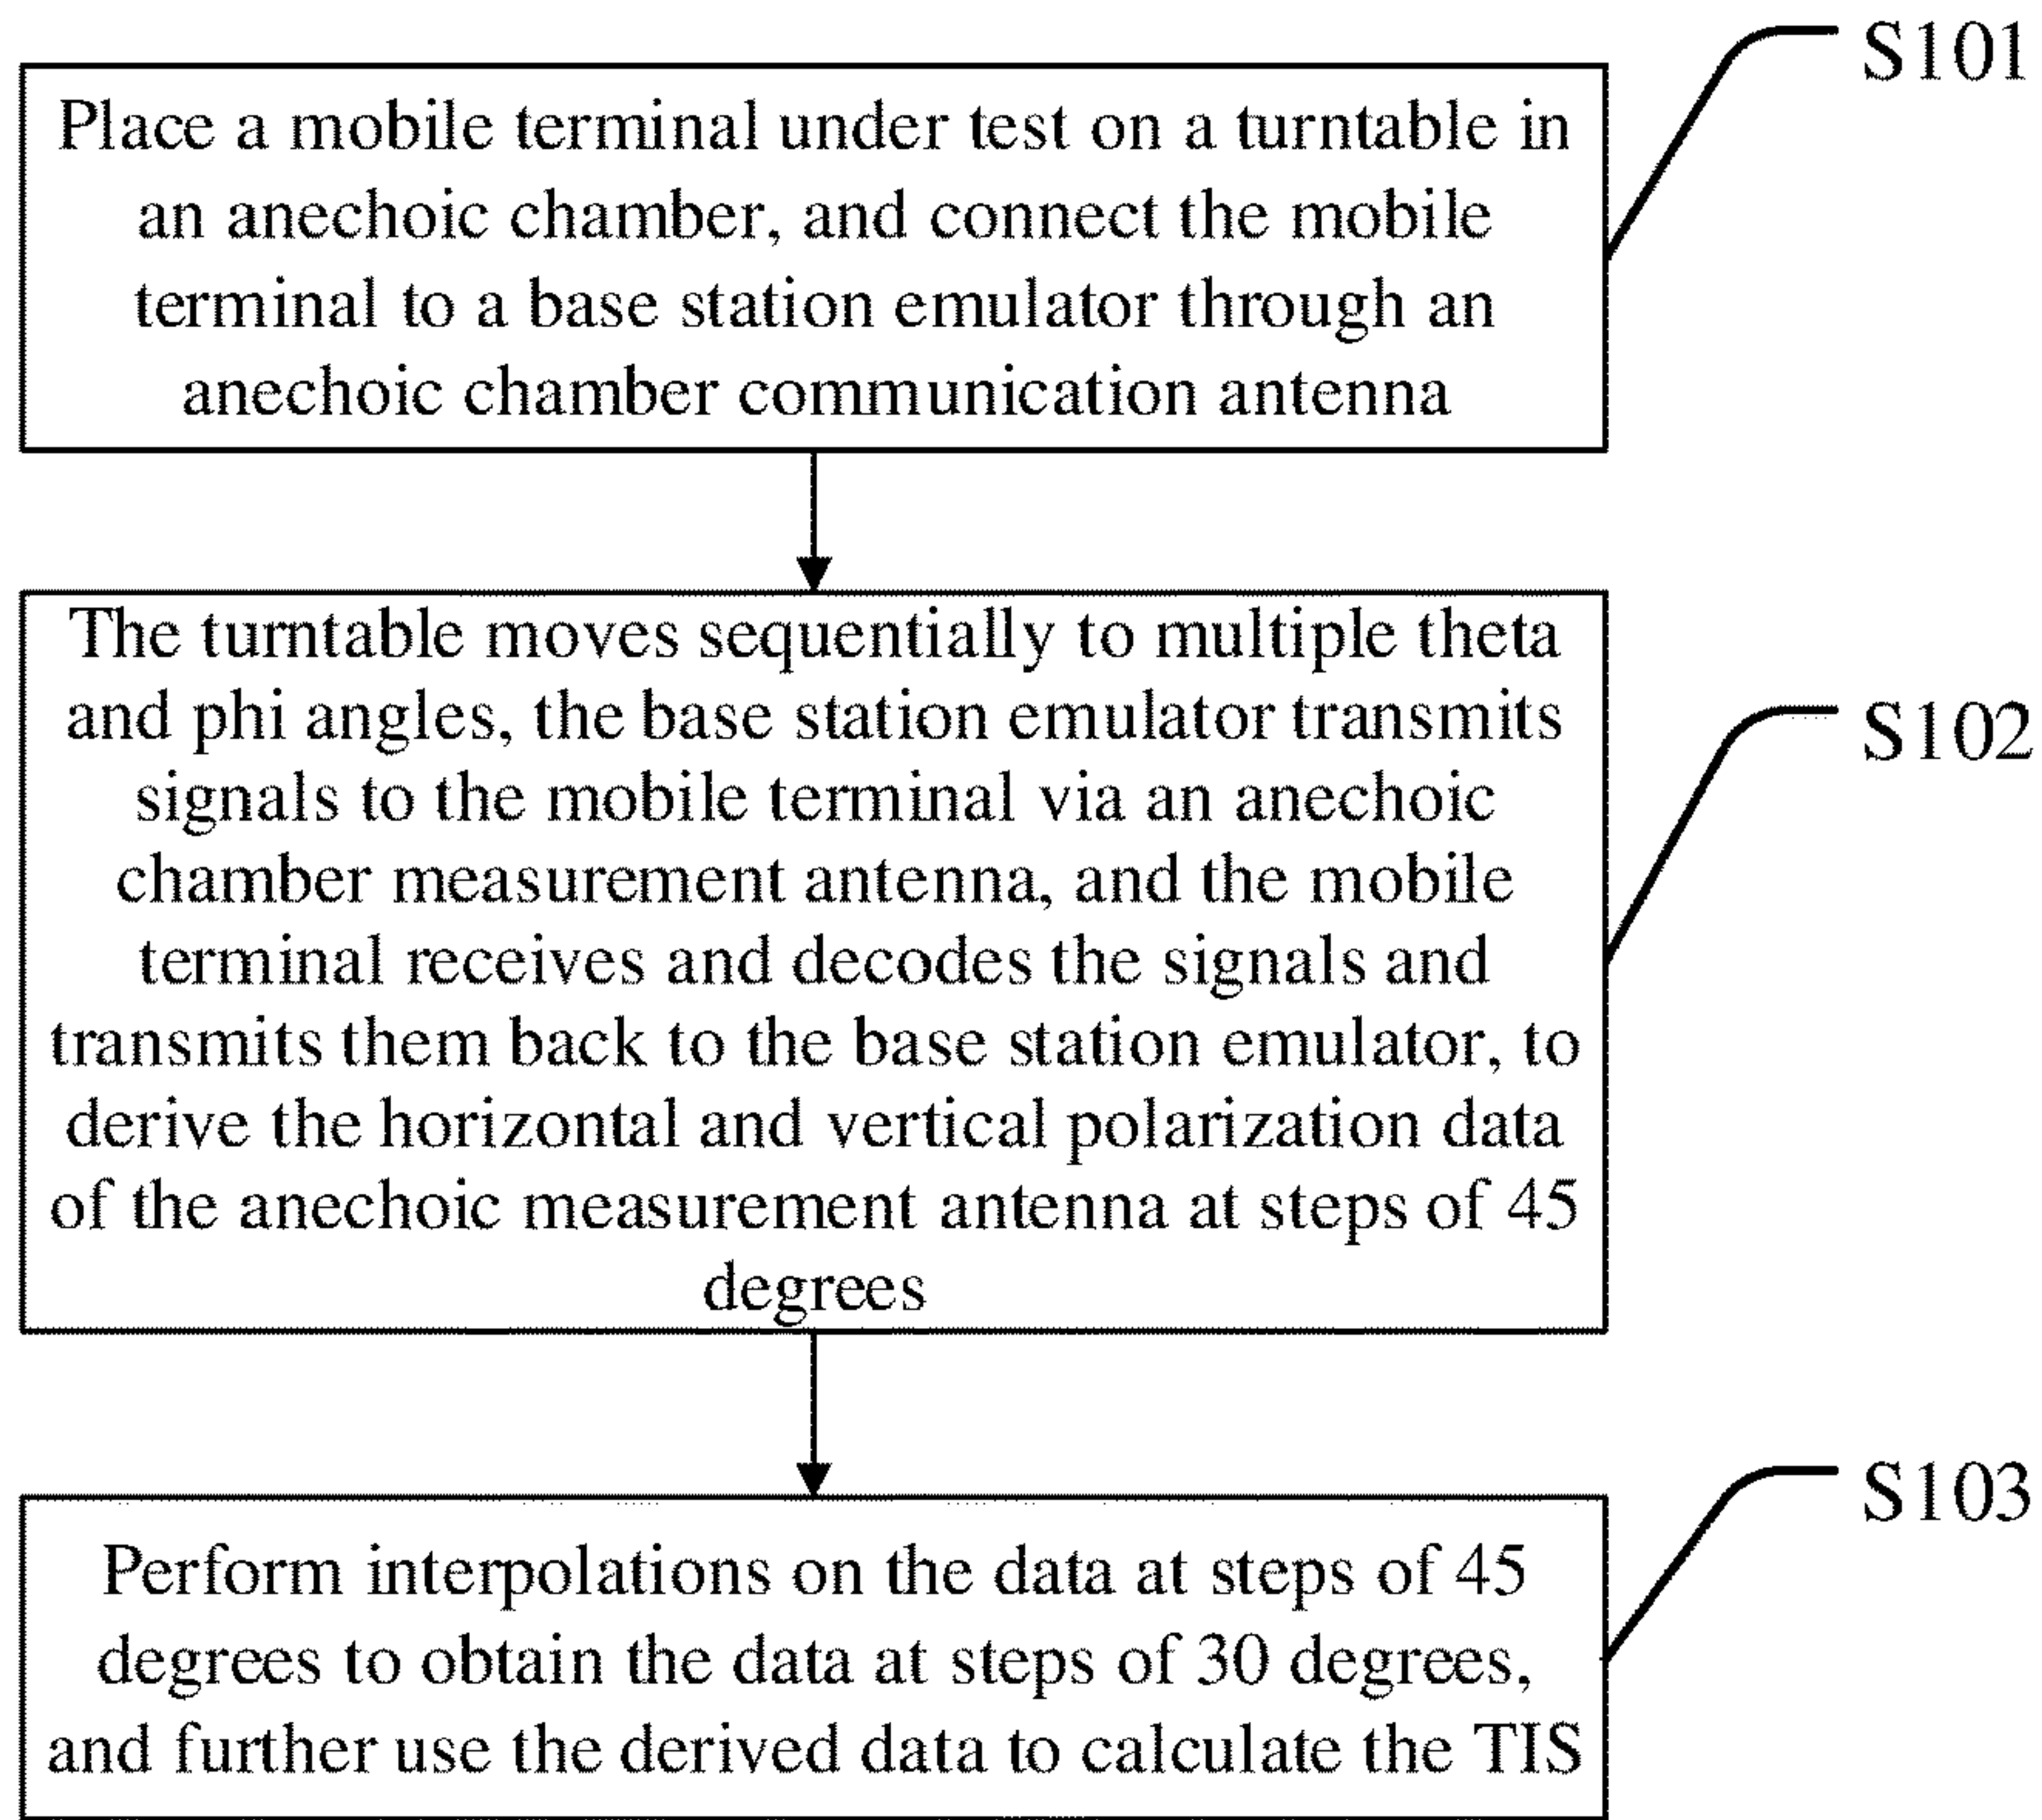 S101
Place a mobile terminal under test on a turntable in
an anechoic chamber, and connect the mobile
terminal to a base station emulator through an
anechoic chamber communication antenna
The turntable moves sequentially to multiple theta
and phi angles, the base station emulator transmits
signals to the mobile terminal via an anechoic
chamber measurement antenna, and the mobile
terminal receives and decodes the signals and
transmits them back to the base station emulator, to
derive the horizontal and vertical polarization data
of the anechoic measurement antenna at steps of 45
degrees
S102
Perform interpolations on the data at steps of 45
degrees to obtain the data at steps of 30 degrees,
and further use the derived data to calculate the TIS
S103